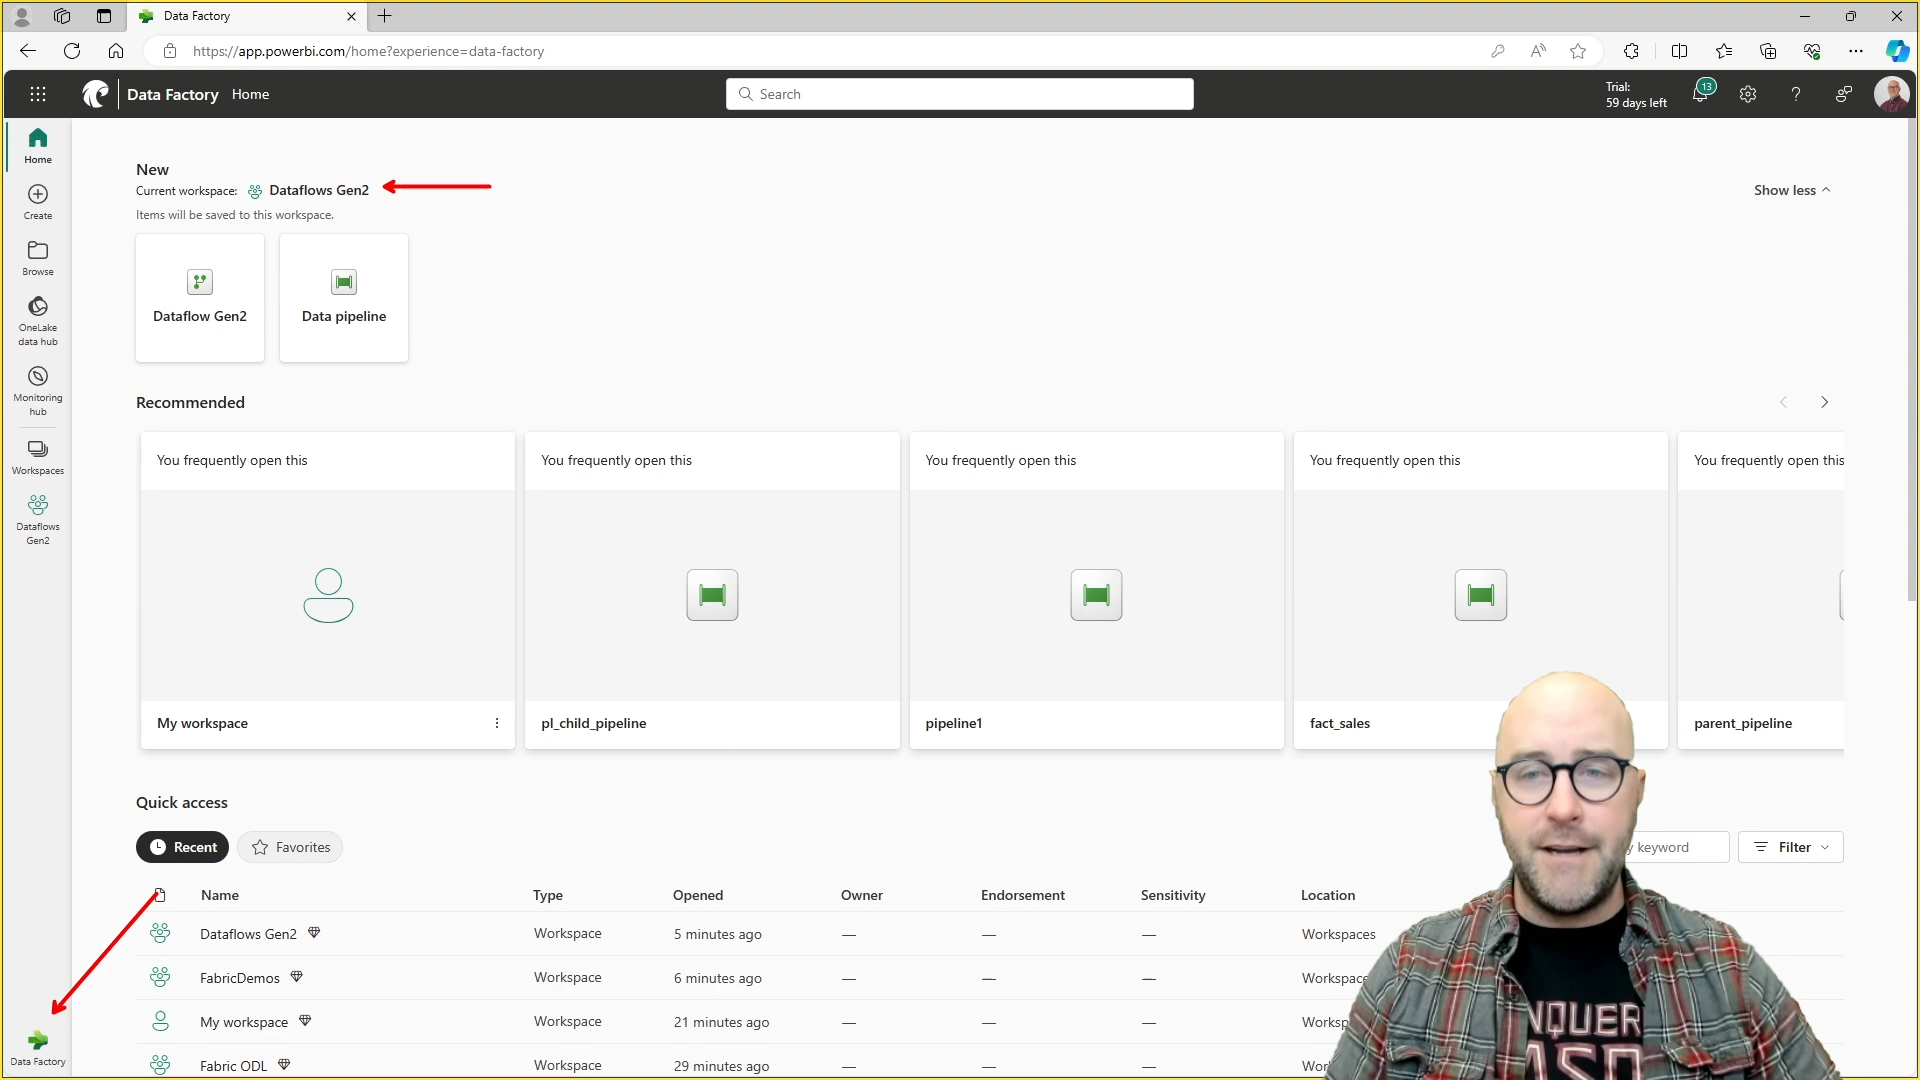 Data Factory
https://app.powerbi.com/home?experience=data-factory
Data Factory Home
Search
Trial:
59 days left
13
Home
Create
Browse
OneLake
data hub
Monitoring
hub
Workspaces
Dataflows
Gen2
Data Factory
New
Current workspace: Dataflows Gen2
Show less
Items will be saved to this workspace.
Dataflow Gen2
Data pipeline
Recommended
You frequently open this
You frequently open this
You frequently open this
You frequently open this
You frequently open this
My workspace
pl_child_pipeline
pipeline1
fact_sales
parent_pipeline
Quick access
Recent
Favorites
keyword
Filter
Name Type Opened Owner Endorsement Sensitivity Location
Dataflows Gen2 Workspace 5 minutes ago — — — Workspaces
FabricDemos Workspace 6 minutes ago — — — Workspace
My workspace Workspace 21 minutes ago — — — Worksp
Fabric ODL Workspace 29 minutes ago — — — Wor
NQUER